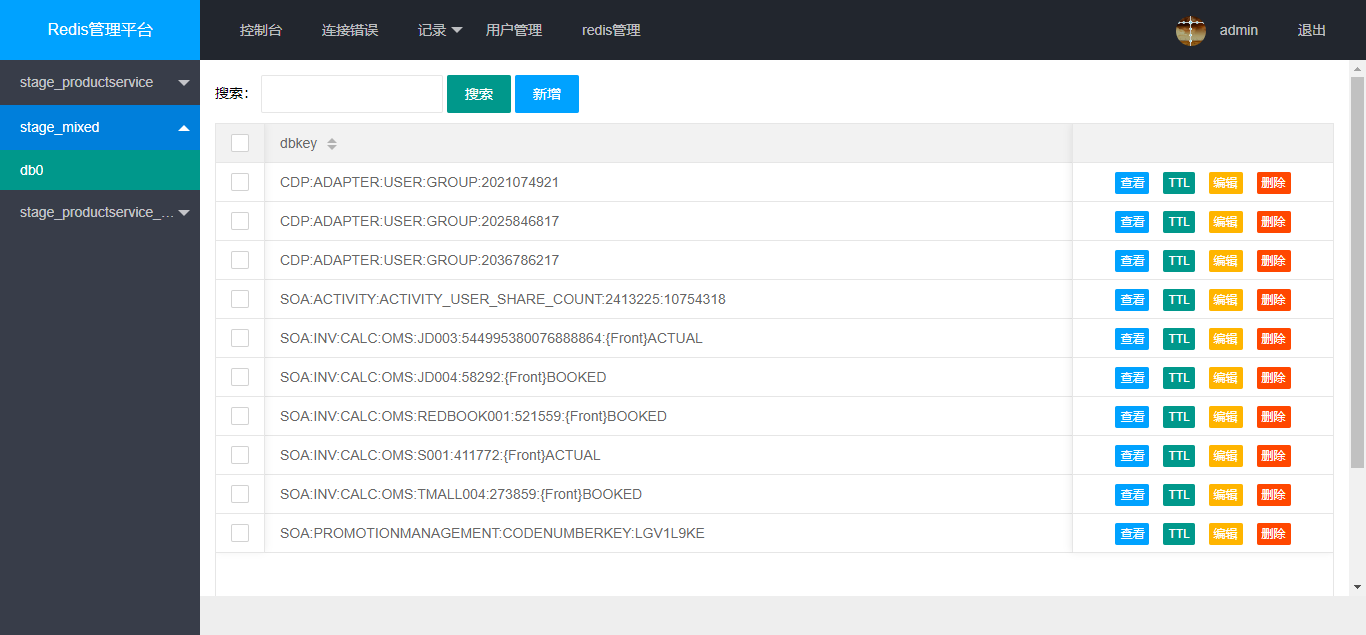 Redis管理平台 控制台 连接错误 记录 用户管理 redis管理 admin 退出
stage_productservice
stage_mixed
db0
stage_productservice_...
搜索： 搜索 新增
dbkey
CDP:ADAPTER:USER:GROUP:2021074921 查看 TTL 编辑 删除
CDP:ADAPTER:USER:GROUP:2025846817 查看 TTL 编辑 删除
CDP:ADAPTER:USER:GROUP:2036786217 查看 TTL 编辑 删除
SOA:ACTIVITY:ACTIVITY_USER_SHARE_COUNT:2413225:10754318 查看 TTL 编辑 删除
SOA:INV:CALC:OMS:JD003:544995380076888864:{Front}ACTUAL 查看 TTL 编辑 删除
SOA:INV:CALC:OMS:JD004:58292:{Front}BOOKED 查看 TTL 编辑 删除
SOA:INV:CALC:OMS:REDBOOK001:521559:{Front}BOOKED 查看 TTL 编辑 删除
SOA:INV:CALC:OMS:S001:411772:{Front}ACTUAL 查看 TTL 编辑 删除
SOA:INV:CALC:OMS:TMALL004:273859:{Front}BOOKED 查看 TTL 编辑 删除
SOA:PROMOTIONMANAGEMENT:CODENUMBERKEY:LGV1L9KE 查看 TTL 编辑 删除